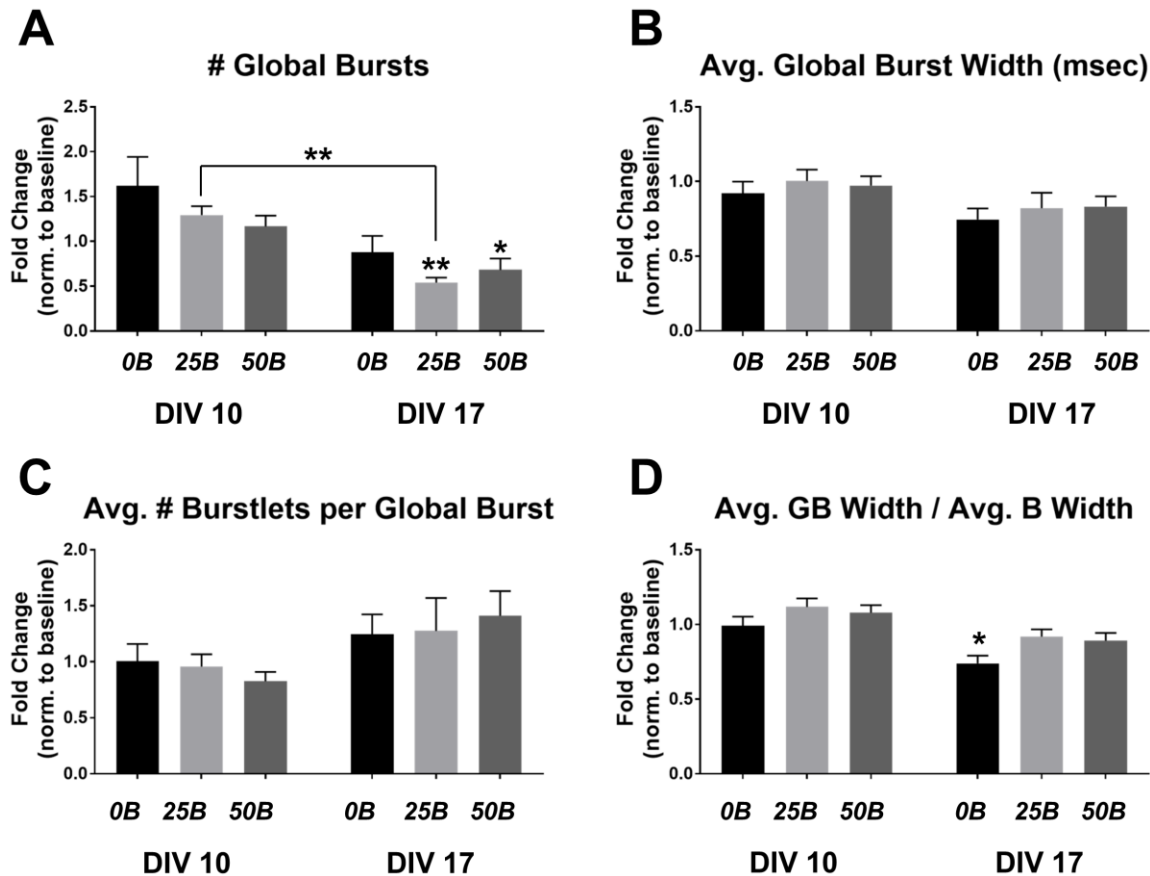 A
# Global Bursts
Fold Change
(norm. to baseline)
2.5
2.0
1.5
1.0
0.5
0.0
**
**
*
0B 25B 50B 0B 25B 50B
DIV 10 DIV 17
B
Avg. Global Burst Width (msec)
Fold Change
(norm. to baseline)
1.5
1.0
0.5
0.0
0B 25B 50B 0B 25B 50B
DIV 10 DIV 17
C
Avg. # Burstlets per Global Burst
Fold Change
(norm. to baseline)
2.0
1.5
1.0
0.5
0.0
0B 25B 50B 0B 25B 50B
DIV 10 DIV 17
D
Avg. GB Width / Avg. B Width
Fold Change
(norm. to baseline)
1.5
1.0
0.5
0.0
*
0B 25B 50B 0B 25B 50B
DIV 10 DIV 17